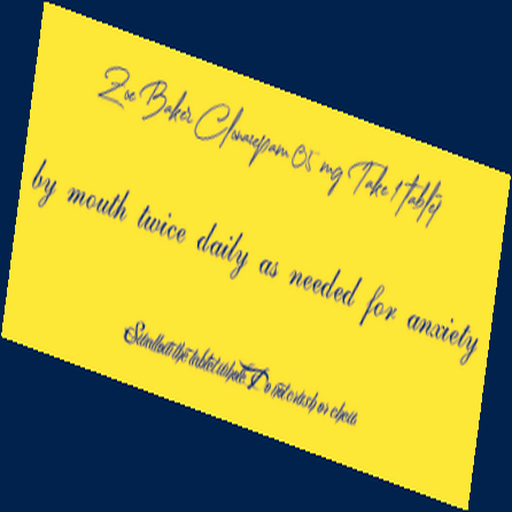 Zoe Baker Clonazepam 0.5 mg Take 1 tablet
by mouth twice daily as needed for anxiety
Swallow the tablet whole. Do not crush or chew